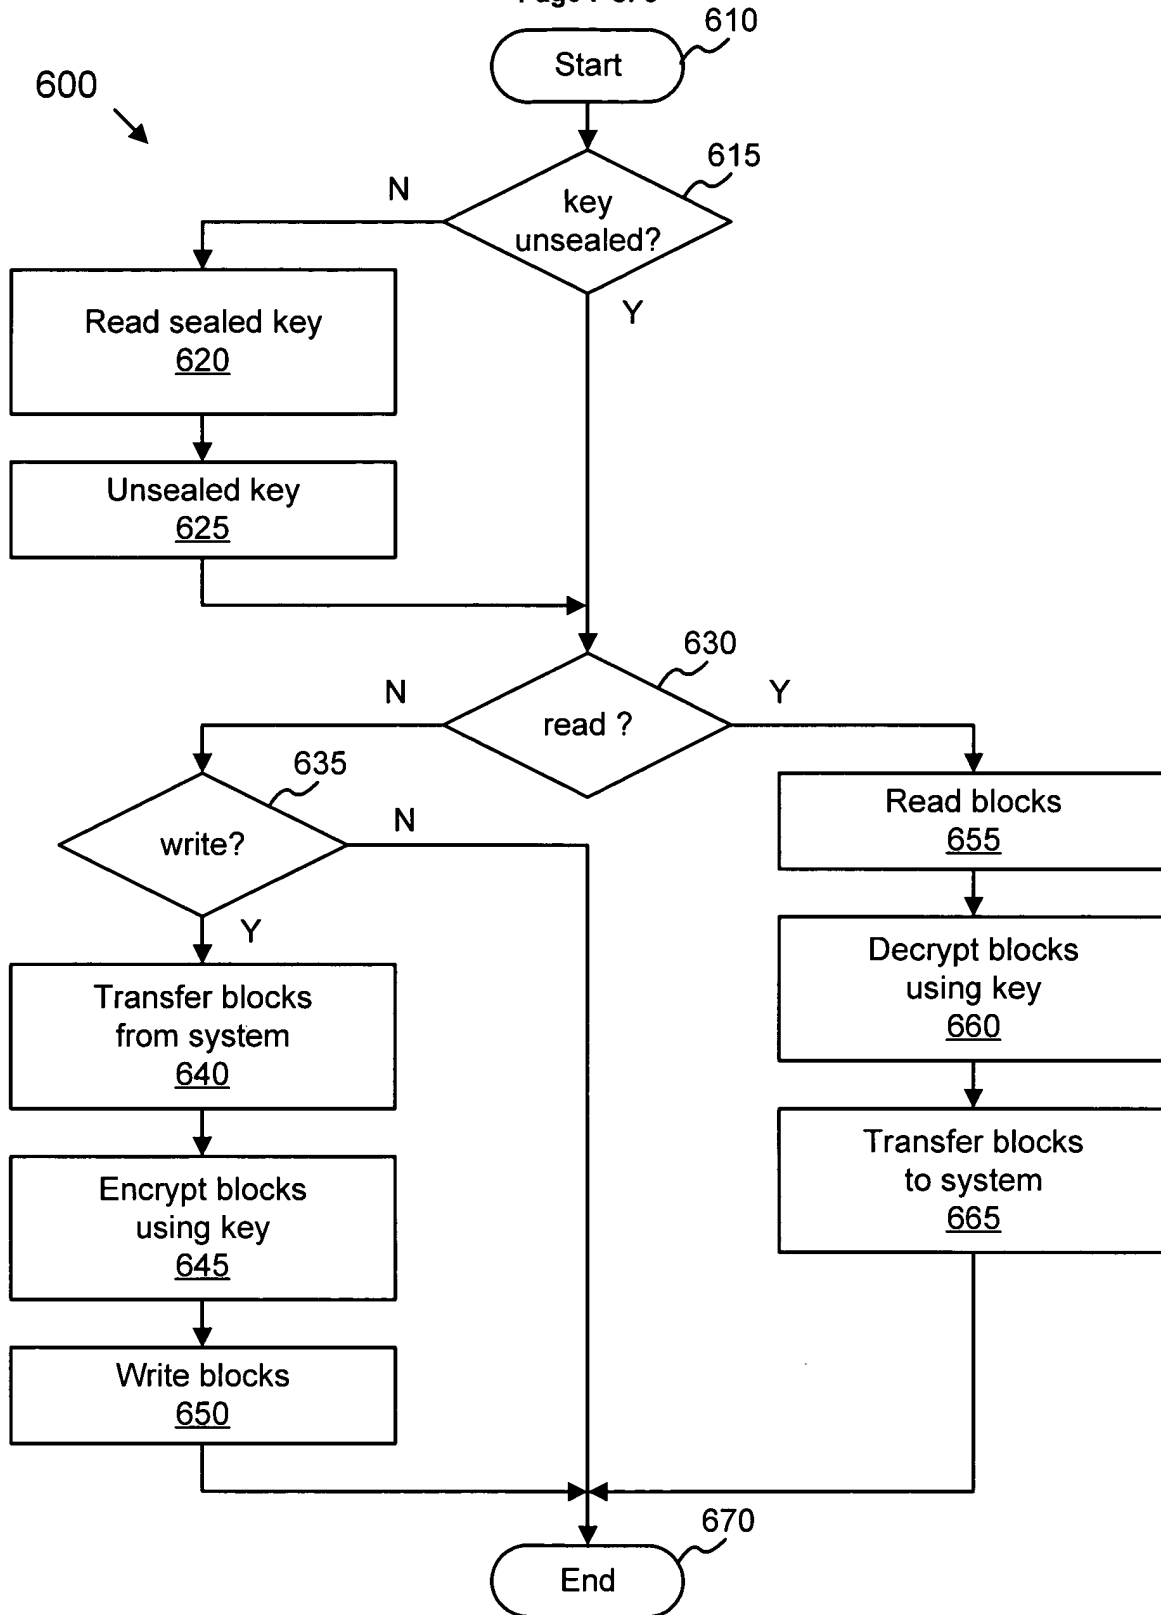 610
Start
600
615
N
key
unsealed?
Y
Read sealed key
620
Unsealed key
625
630
N
Y
read ?
635
N
write?
Y
Read blocks
655
Decrypt blocks
using key
660
Transfer blocks
from system
640
Transfer blocks
to system
665
Encrypt blocks
using key
645
Write blocks
650
670
End